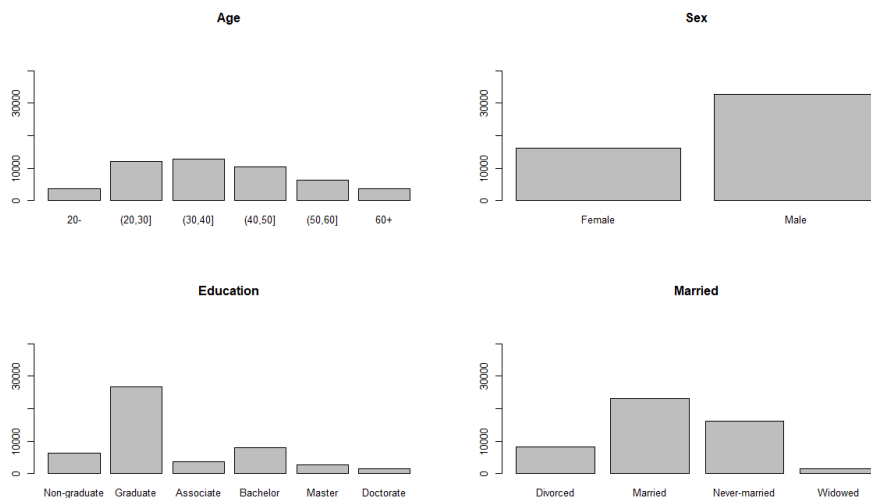 Age
30000
10000
0
20-
(20,30]
(30,40]
(40,50]
(50,60]
60+
Sex
30000
10000
0
Female
Male
Education
30000
10000
0
Non-graduate
Graduate
Associate
Bachelor
Master
Doctorate
Married
30000
10000
0
Divorced
Married
Never-married
Widowed